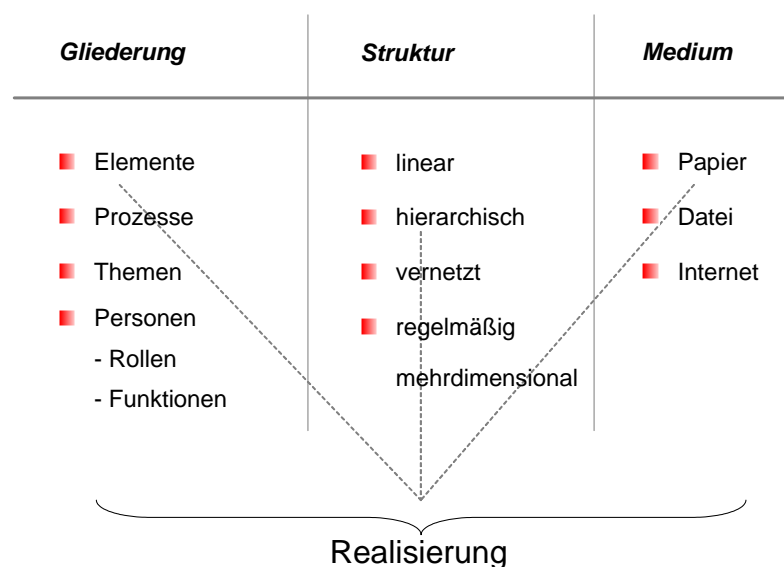 Gliederung
Struktur
Medium
Elemente
Prozesse
Themen
Personen
- Rollen
- Funktionen
linear
hierarchisch
vernetzt
regelmäßig
mehrdimensional
Papier
Datei
Internet
Realisierung